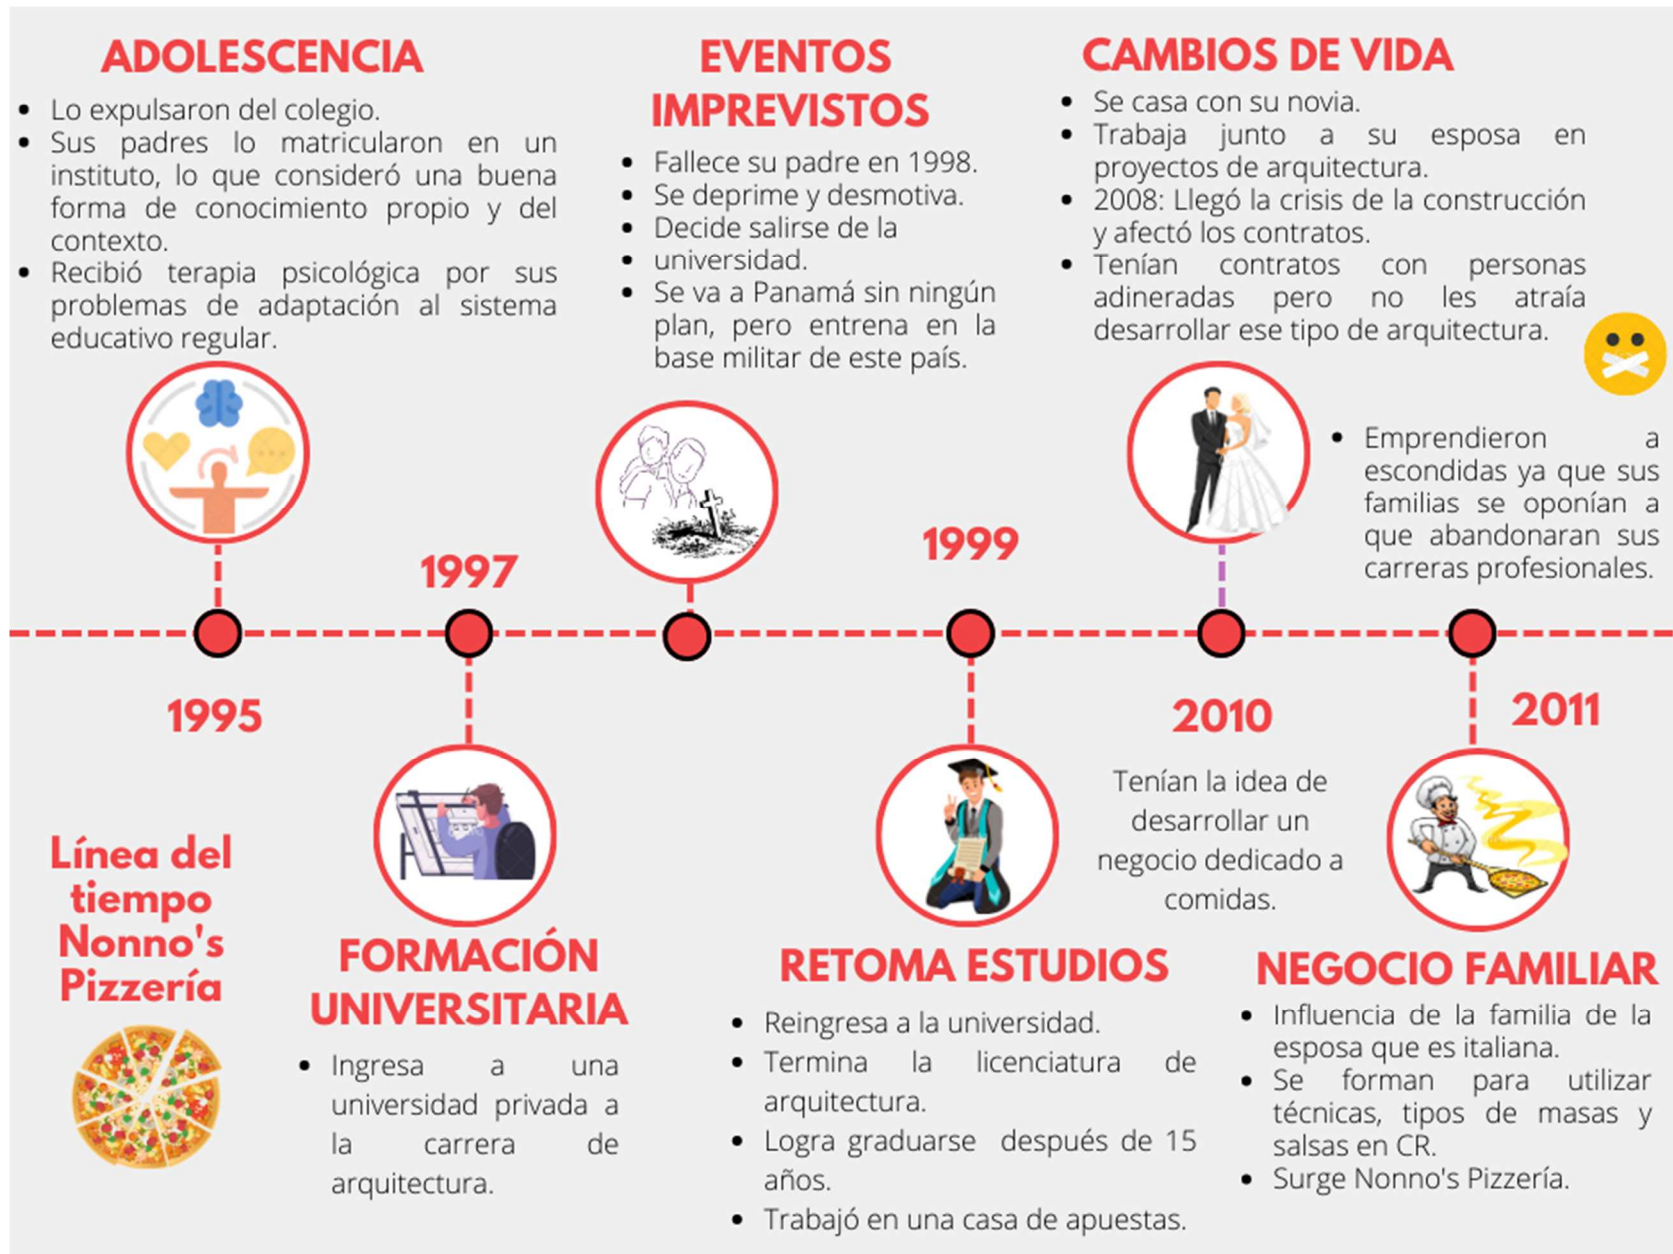 ADOLESCENCIA
• Lo expulsaron del colegio.
• Sus padres lo matricularon en un
instituto, lo que consideró una buena
forma de conocimiento propio y del
contexto.
• Recibió terapia psicológica por sus
problemas de adaptación al sistema
educativo regular.
1995
1997
FORMACIÓN
UNIVERSITARIA
• Ingresa a una
universidad privada a
la carrera de
arquitectura.
EVENTOS
IMPREVISTOS
• Fallece su padre en 1998.
• Se deprime y desmotiva.
• Decide salirse de la
• universidad.
• Se va a Panamá sin ningún
plan, pero entrena en la
base militar de este país.
1999
RETOMA ESTUDIOS
• Reingresa a la universidad.
• Termina la licenciatura de
arquitectura.
• Logra graduarse después de 15
años.
• Trabajó en una casa de apuestas.
CAMBIOS DE VIDA
• Se casa con su novia.
• Trabaja junto a su esposa en
proyectos de arquitectura.
• 2008: Llegó la crisis de la construcción
y afectó los contratos.
• Tenían contratos con personas
adineradas pero no les atraía
desarrollar ese tipo de arquitectura.
2010
Tenían la idea de
desarrollar un
negocio dedicado a
comidas.
• Emprendieron a
escondidas ya que sus
familias se oponían a
que abandonaran sus
carreras profesionales.
2011
NEGOCIO FAMILIAR
• Influencia de la familia de la
esposa que es italiana.
• Se forman para utilizar
técnicas, tipos de masas y
salsas en CR.
• Surge Nonno's Pizzería.
Línea del
tiempo
Nonno's
Pizzería